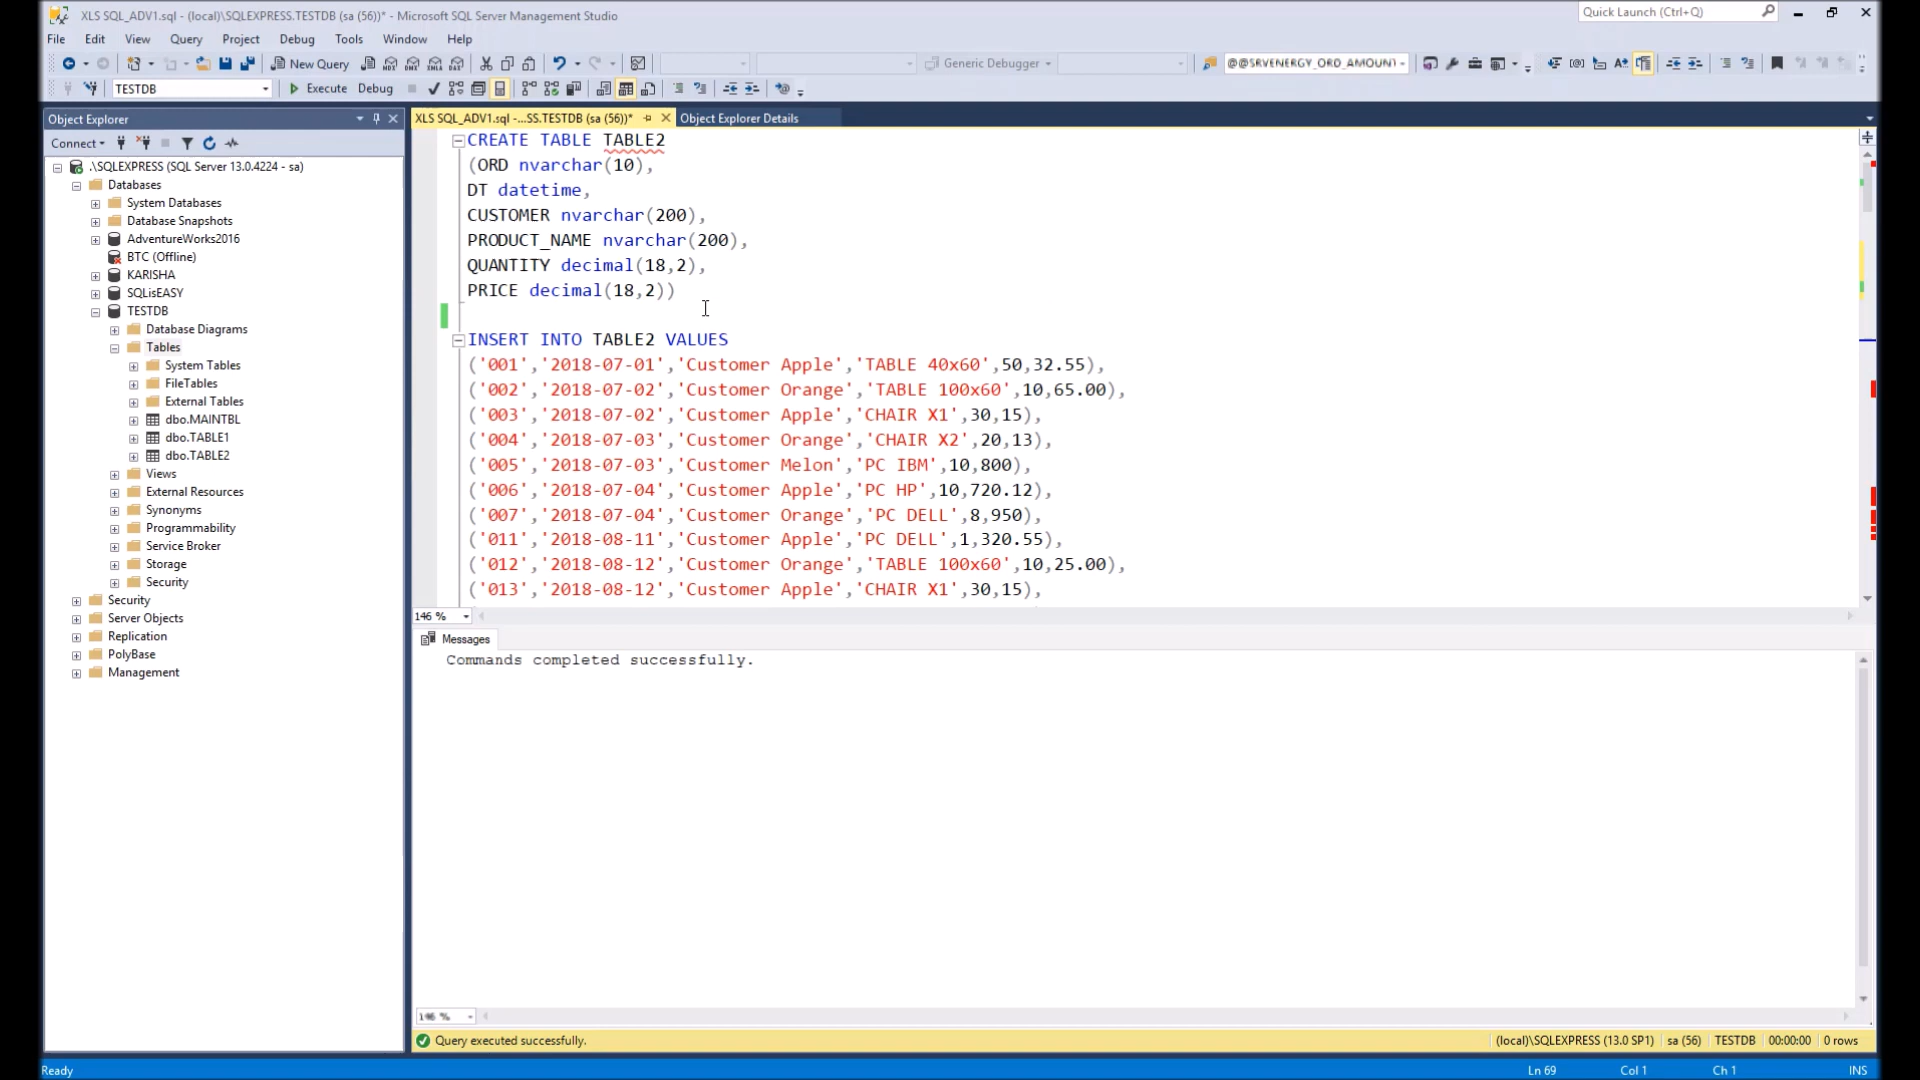 XLS SQL_ADV1.sql - (local)\SQLEXPRESS.TESTDB (sa (56))* - Microsoft SQL Server Management Studio
Quick Launch (Ctrl+Q)
File Edit View Query Project Debug Tools Window Help
New Query
Generic Debugger
@@SRVENERGY_ORD_AMOUNT
TESTDB
Execute Debug
Object Explorer
XLS SQL_ADV1.sql -...SS.TESTDB (sa (56))*
Object Explorer Details
Connect
.\SQLEXPRESS (SQL Server 13.0.4224 - sa)
Databases
System Databases
Database Snapshots
AdventureWorks2016
BTC (Offline)
KARISHA
SQLisEASY
TESTDB
Database Diagrams
Tables
System Tables
FileTables
External Tables
dbo.MAINTBL
dbo.TABLE1
dbo.TABLE2
Views
External Resources
Synonyms
Programmability
Service Broker
Storage
Security
Security
Server Objects
Replication
PolyBase
Management
CREATE TABLE TABLE2
(ORD nvarchar(10),
DT datetime,
CUSTOMER nvarchar(200),
PRODUCT_NAME nvarchar(200),
QUANTITY decimal(18,2),
PRICE decimal(18,2))
INSERT INTO TABLE2 VALUES
('001','2018-07-01','Customer Apple','TABLE 40x60',50,32.55),
('002','2018-07-02','Customer Orange','TABLE 100x60',10,65.00),
('003','2018-07-02','Customer Apple','CHAIR X1',30,15),
('004','2018-07-03','Customer Orange','CHAIR X2',20,13),
('005','2018-07-03','Customer Melon','PC IBM',10,800),
('006','2018-07-04','Customer Apple','PC HP',10,720.12),
('007','2018-07-04','Customer Orange','PC DELL',8,950),
('011','2018-08-11','Customer Apple','PC DELL',1,320.55),
('012','2018-08-12','Customer Orange','TABLE 100x60',10,25.00),
('013','2018-08-12','Customer Apple','CHAIR X1',30,15),
146 %
Messages
Commands completed successfully.
146 %
Query executed successfully.
(local)\SQLEXPRESS (13.0 SP1) sa (56) TESTDB 00:00:00 0 rows
Ready
Ln 69 Col 1 Ch 1 INS